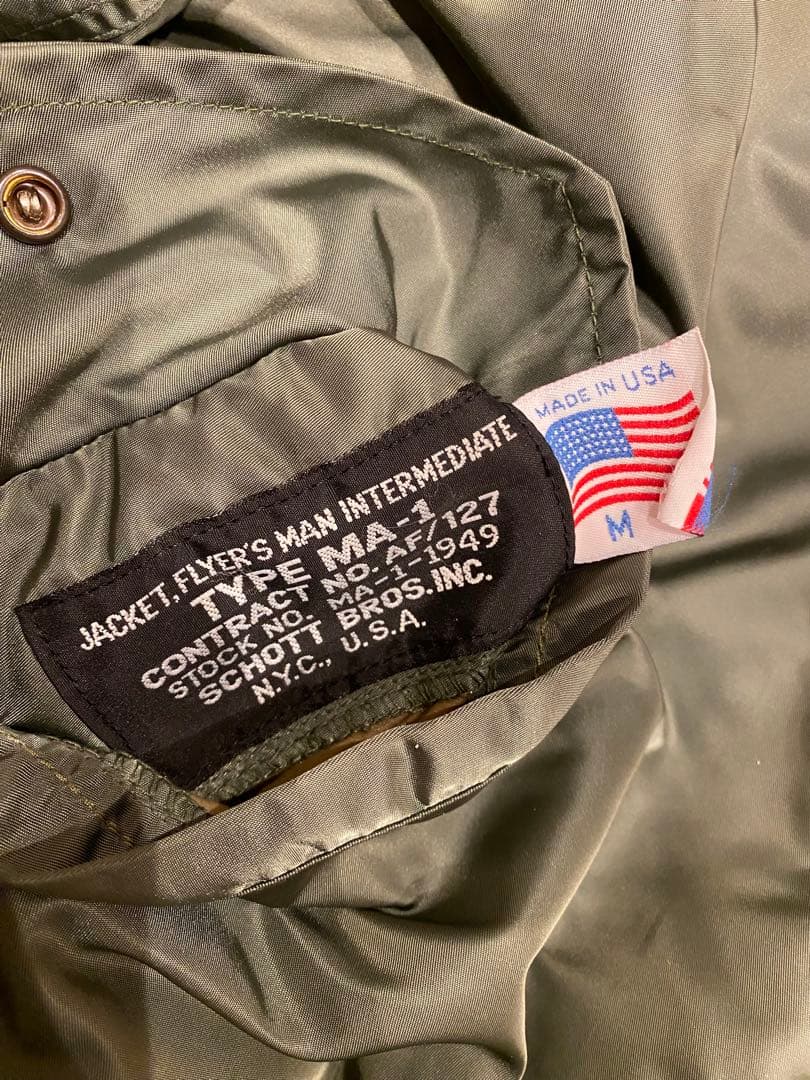 JACKET, FLYER'S MAN INTERMEDIATE
TYPE MA-1
CONTRACT NO. AF/127
STOCK NO. MA-1-1949
SCHOTT BROS. INC.
N.Y.C., U.S.A.
MADE IN USA
M